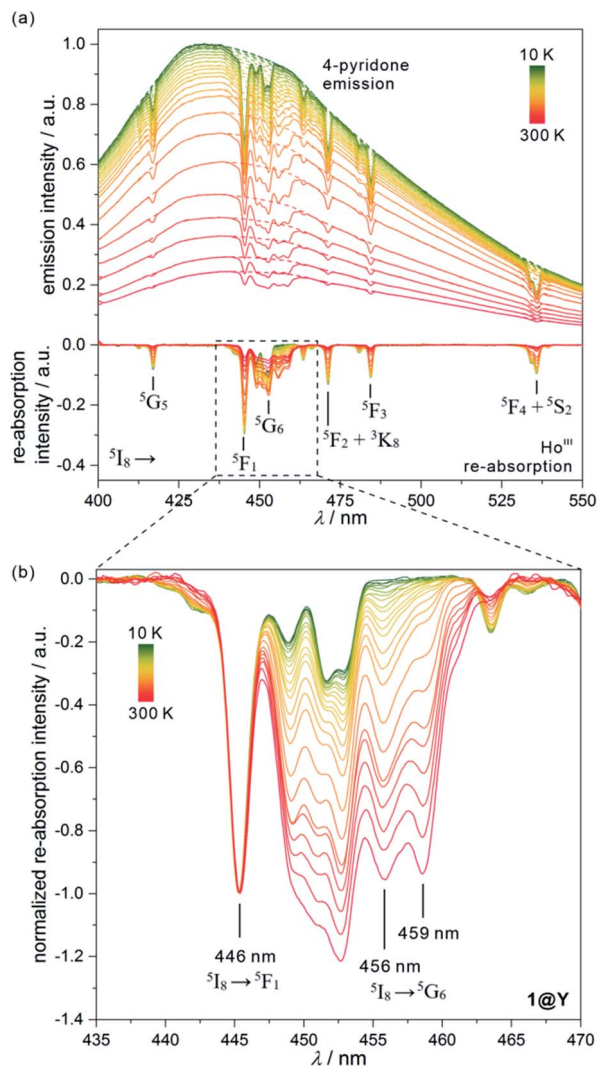 (a)
1.0
0.8
0.6
0.4
0.2
emission intensity / a.u.
4-pyridone
emission
10 K
300 K
0.0
-0.2
-0.4
re-absorption
intensity / a.u.
⁵G₅
⁵G₆
⁵F₃
⁵F₄ + ⁵S₂
⁵F₂ + ³K₈
⁵I₈ →
⁵F₁
Hoᴵᴵᴵ
re-absorption
400 425 450 475 500 525 550
λ / nm
(b)
0.0
-0.2
-0.4
-0.6
-0.8
-1.0
-1.2
-1.4
normalized re-absorption intensity / a.u.
10 K
300 K
446 nm
⁵I₈ → ⁵F₁
459 nm
456 nm
⁵I₈ → ⁵G₆
1@Y
435 440 445 450 455 460 465 470
λ / nm